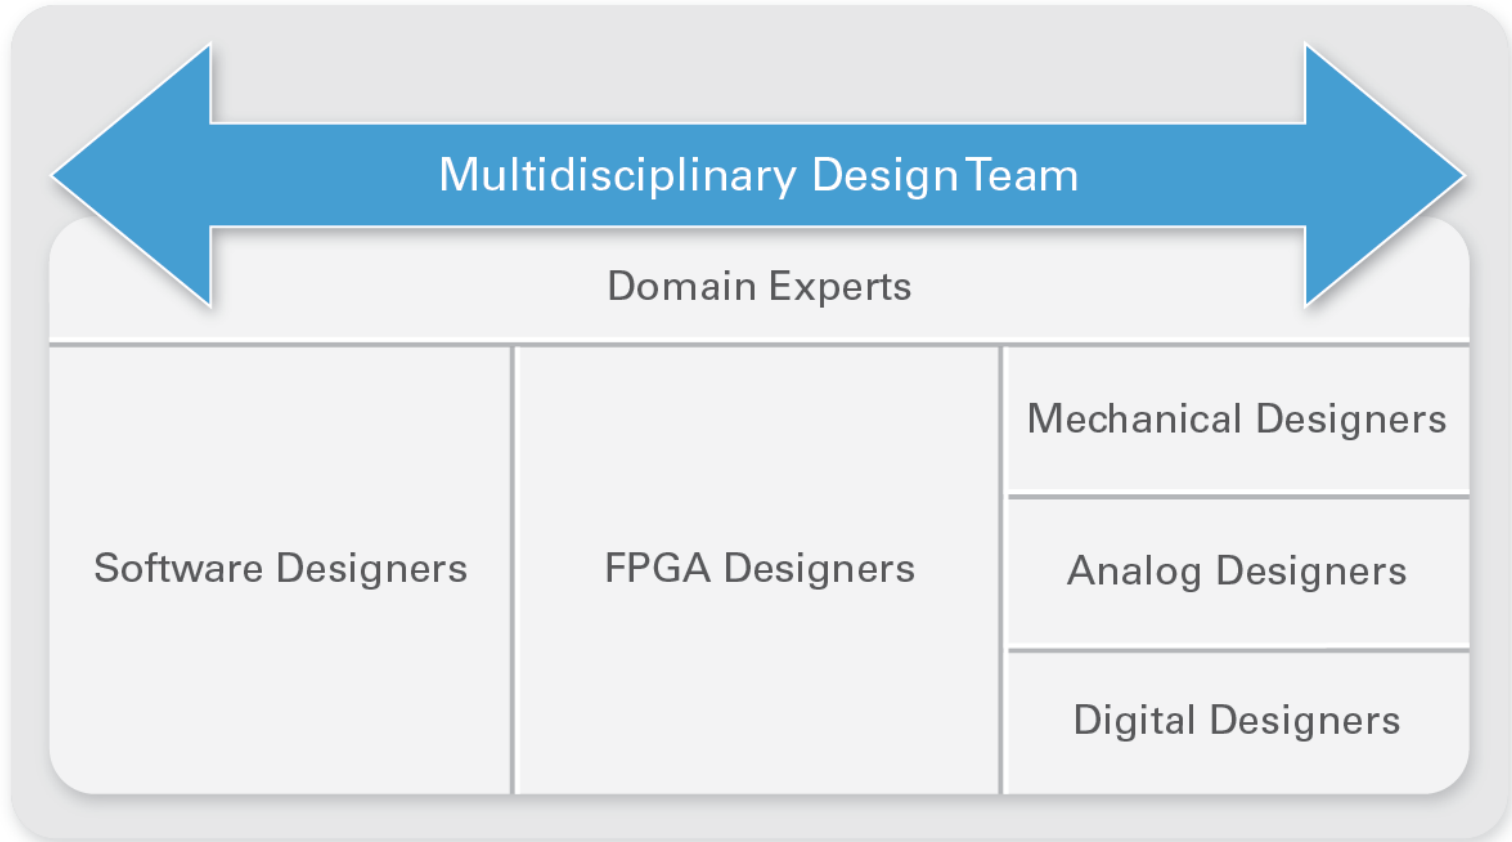 Multidisciplinary Design Team
Domain Experts
Software Designers
FPGA Designers
Mechanical Designers
Analog Designers
Digital Designers